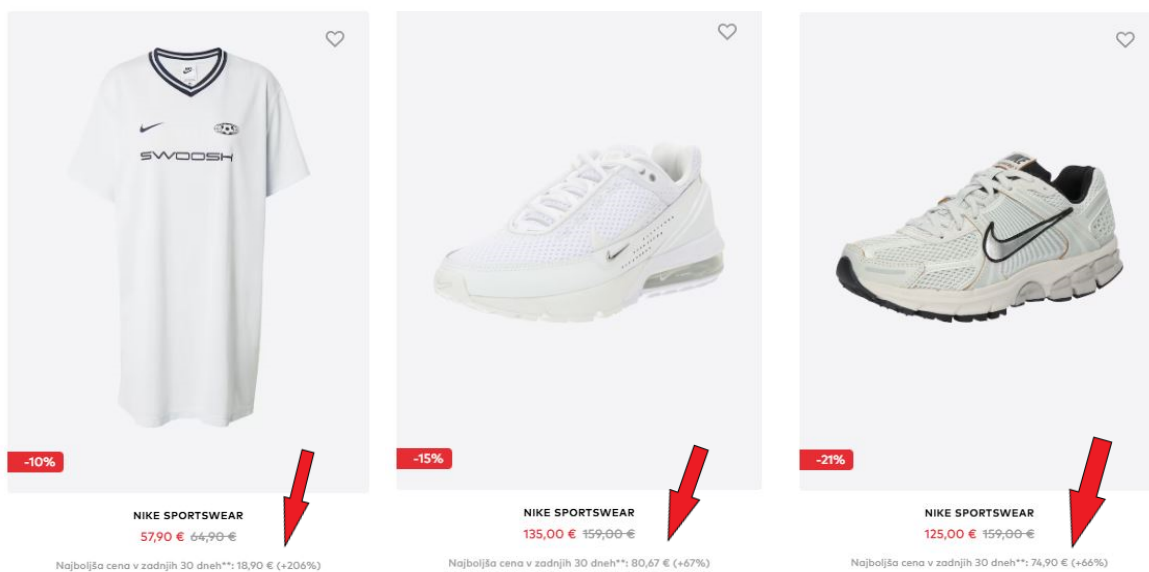 SWOOSH
-10%
NIKE SPORTSWEAR
57,90 € 64,90 €
Najboljša cena v zadnjih 30 dneh**: 18,90 € (+206%)
-15%
NIKE SPORTSWEAR
135,00 € 159,00 €
Najboljša cena v zadnjih 30 dneh**: 80,67 € (+67%)
-21%
NIKE SPORTSWEAR
125,00 € 159,00 €
Najboljša cena v zadnjih 30 dneh**: 74,90 € (+66%)